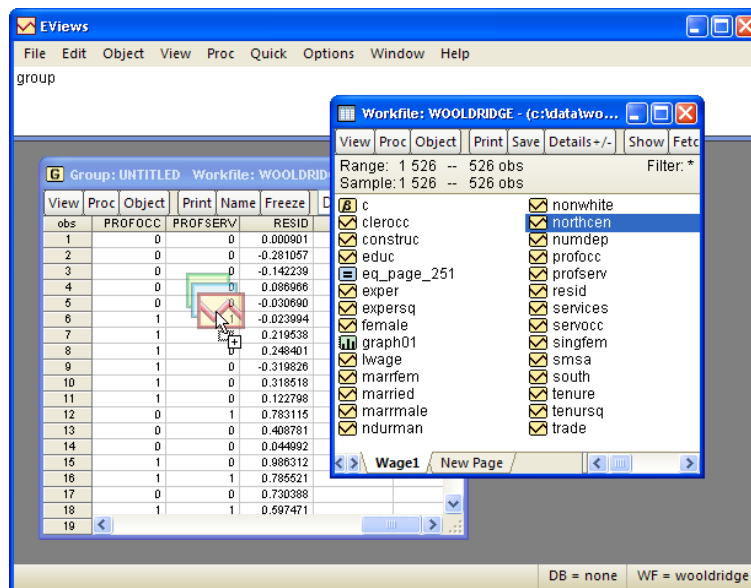 EViews
File Edit Object View Proc Quick Options Window Help
group
Workfile: WOOLDRIDGE - (c:\data\wo...
View Proc Object Print Save Details+/- Show Fetc
Range: 1 526 -- 526 obs Filter: *
Sample: 1 526 -- 526 obs
c
clerocc
construc
educ
eq_page_251
exper
expersq
female
graph01
lwage
marrfem
married
marrmale
ndurman
nonwhite
northcen
numdep
profocc
profserv
resid
services
servocc
singfem
smsa
south
tenure
tenursq
trade
Wage1 New Page
G Group: UNTITLED Workfile: WOOLDRID
View Proc Object Print Name Freeze D
obs PROFOCC PROFSERV RESID
1 0 0 0.000901
2 0 0 -0.281057
3 0 0 -0.142239
4 0 0 0.086966
5 0 0 -0.030690
6 1 1 -0.023994
7 1 0.219538
8 1 0 0.248401
9 1 0 -0.319826
10 1 0 0.318518
11 1 0 0.122798
12 0 1 0.783115
13 0 0 0.408781
14 0 0 0.044992
15 1 0 0.986312
16 1 1 0.785521
17 0 0 0.730388
18 1 1 0.597471
19
DB = none WF = wooldridge